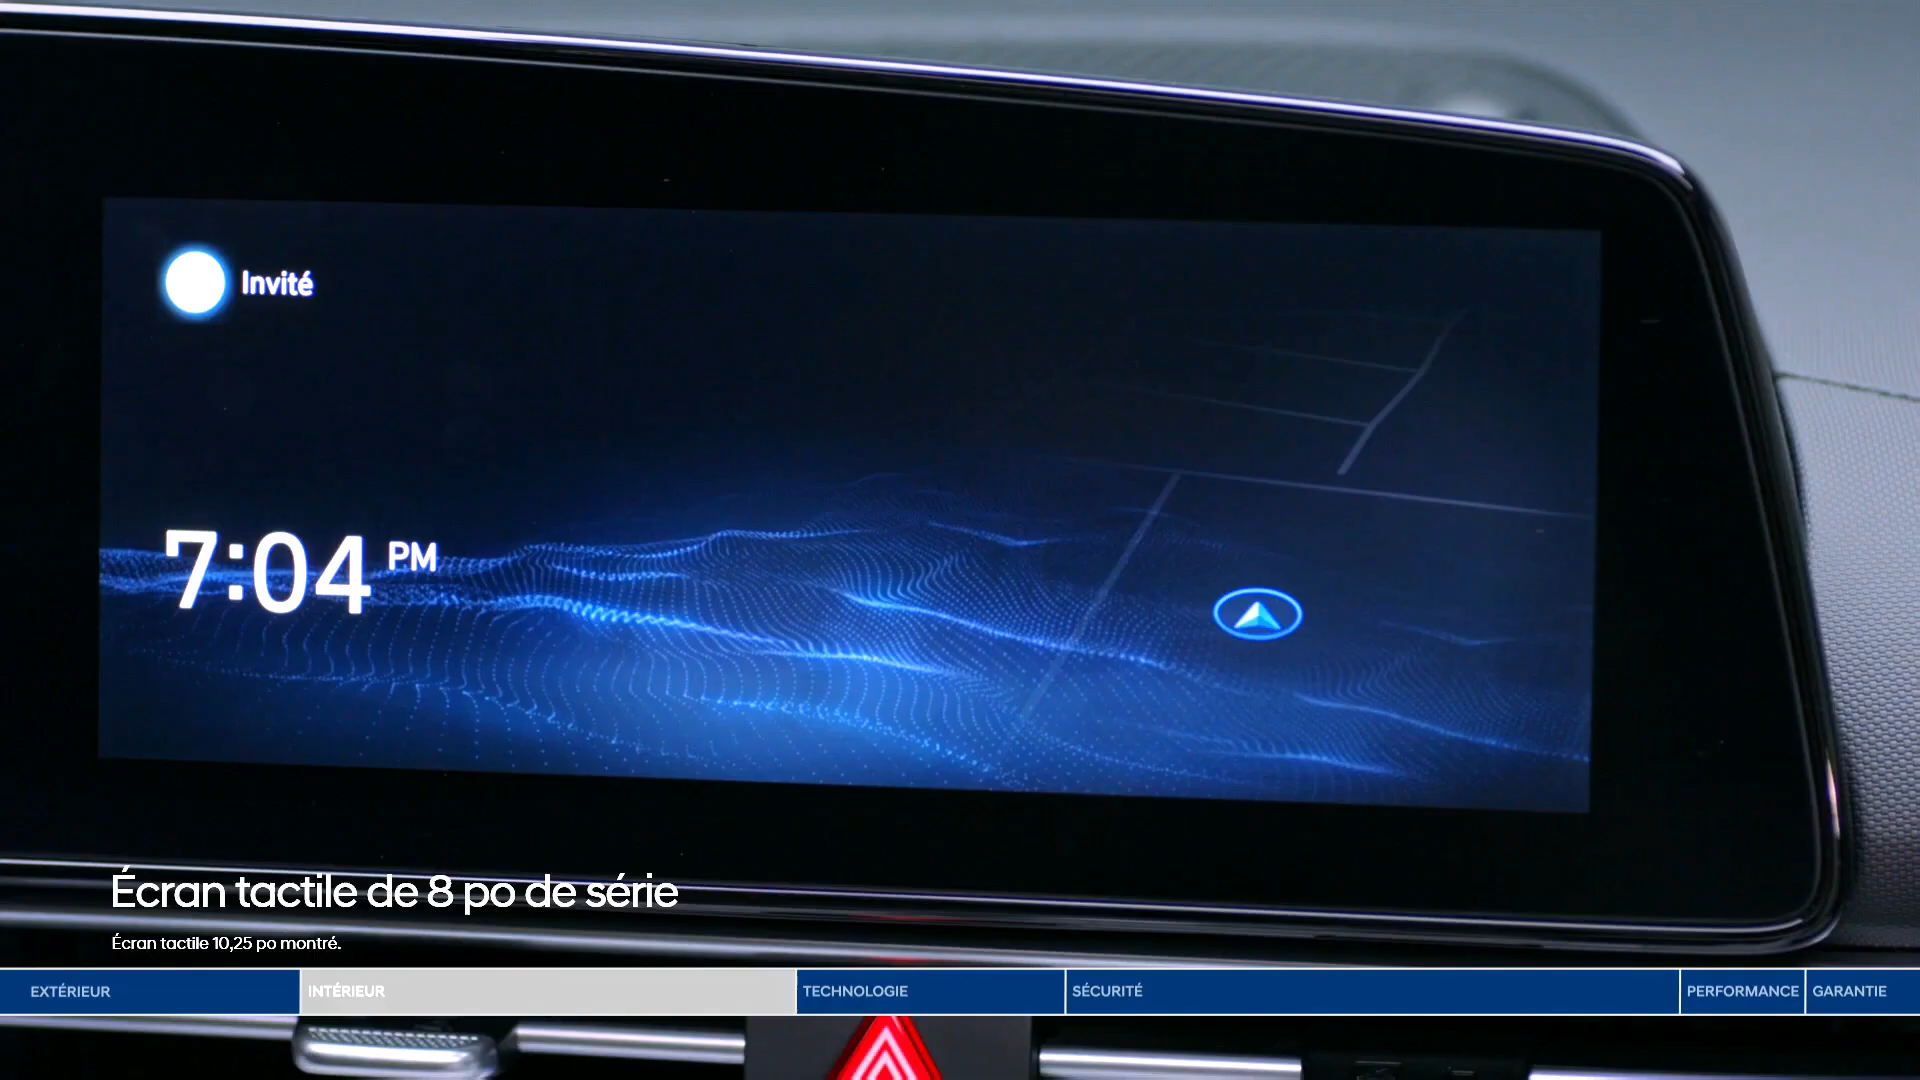 Invité
7:04 PM
Écran tactile de 8 po de série
Écran tactile 10,25 po montré.
EXTÉRIEUR INTÉRIEUR TECHNOLOGIE SÉCURITÉ PERFORMANCE GARANTIE